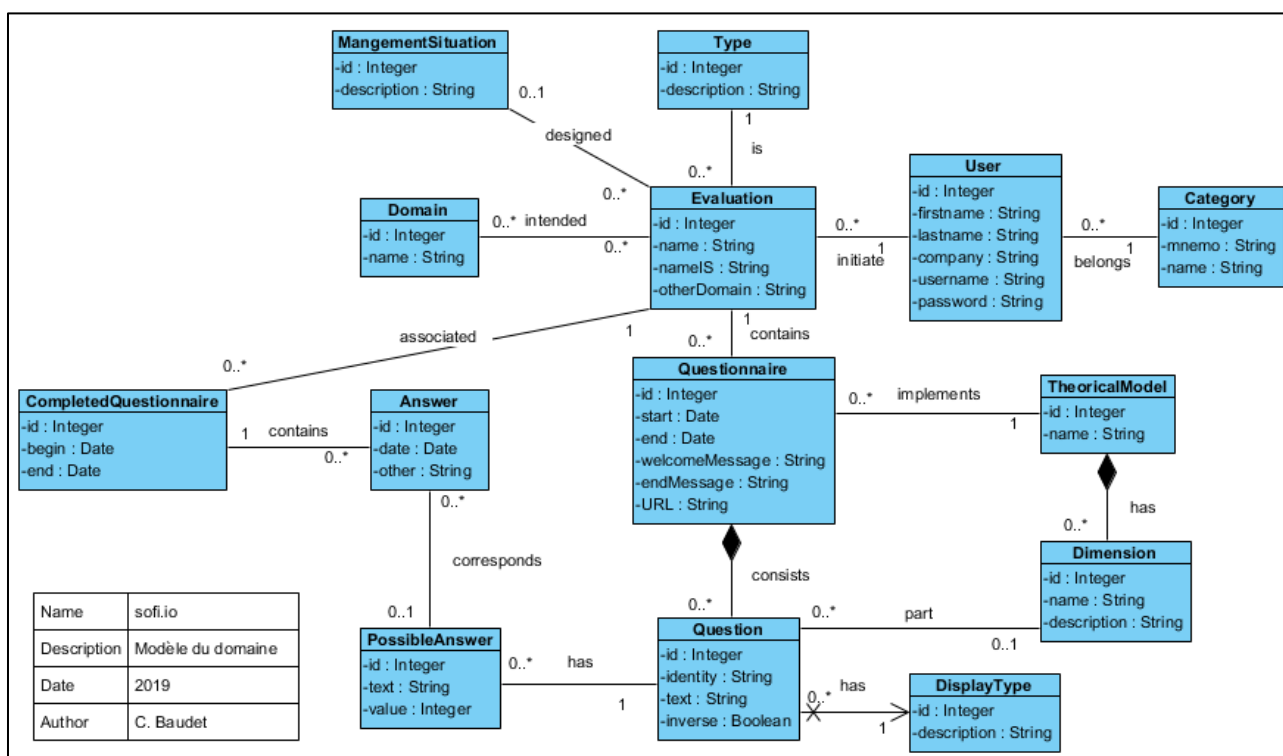 MangementSituation
-id : Integer
-description : String
Type
-id : Integer
-description : String
0..1
designed
0..*
1
is
0..*
Domain
-id : Integer
-name : String
0..*
intended
0..*
Evaluation
-id : Integer
-name : String
-nameIS : String
-otherDomain : String
0..*
1
initiate
User
-id : Integer
-firstname : String
-lastname : String
-company : String
-username : String
-password : String
0..*
1
belongs
Category
-id : Integer
-mnemo : String
-name : String
associated
1
0..*
1
contains
0..*
CompletedQuestionnaire
-id : Integer
-begin : Date
-end : Date
1
contains
0..*
Answer
-id : Integer
-date : Date
-other : String
Questionnaire
-id : Integer
-start : Date
-end : Date
-welcomeMessage : String
-endMessage : String
-URL : String
0..*
implements
1
TheoricalModel
-id : Integer
-name : String
0..*
corresponds
0..1
consists
0..*
has
0..*
Dimension
-id : Integer
-name : String
-description : String
PossibleAnswer
-id : Integer
-text : String
-value : Integer
0..*
has
1
Question
-id : Integer
-identity : String
-text : String
-inverse : Boolean
0..*
part
0..1
0..*
has
1
DisplayType
-id : Integer
-description : String
Name sofi.io
Description Modèle du domaine
Date 2019
Author C. Baudet